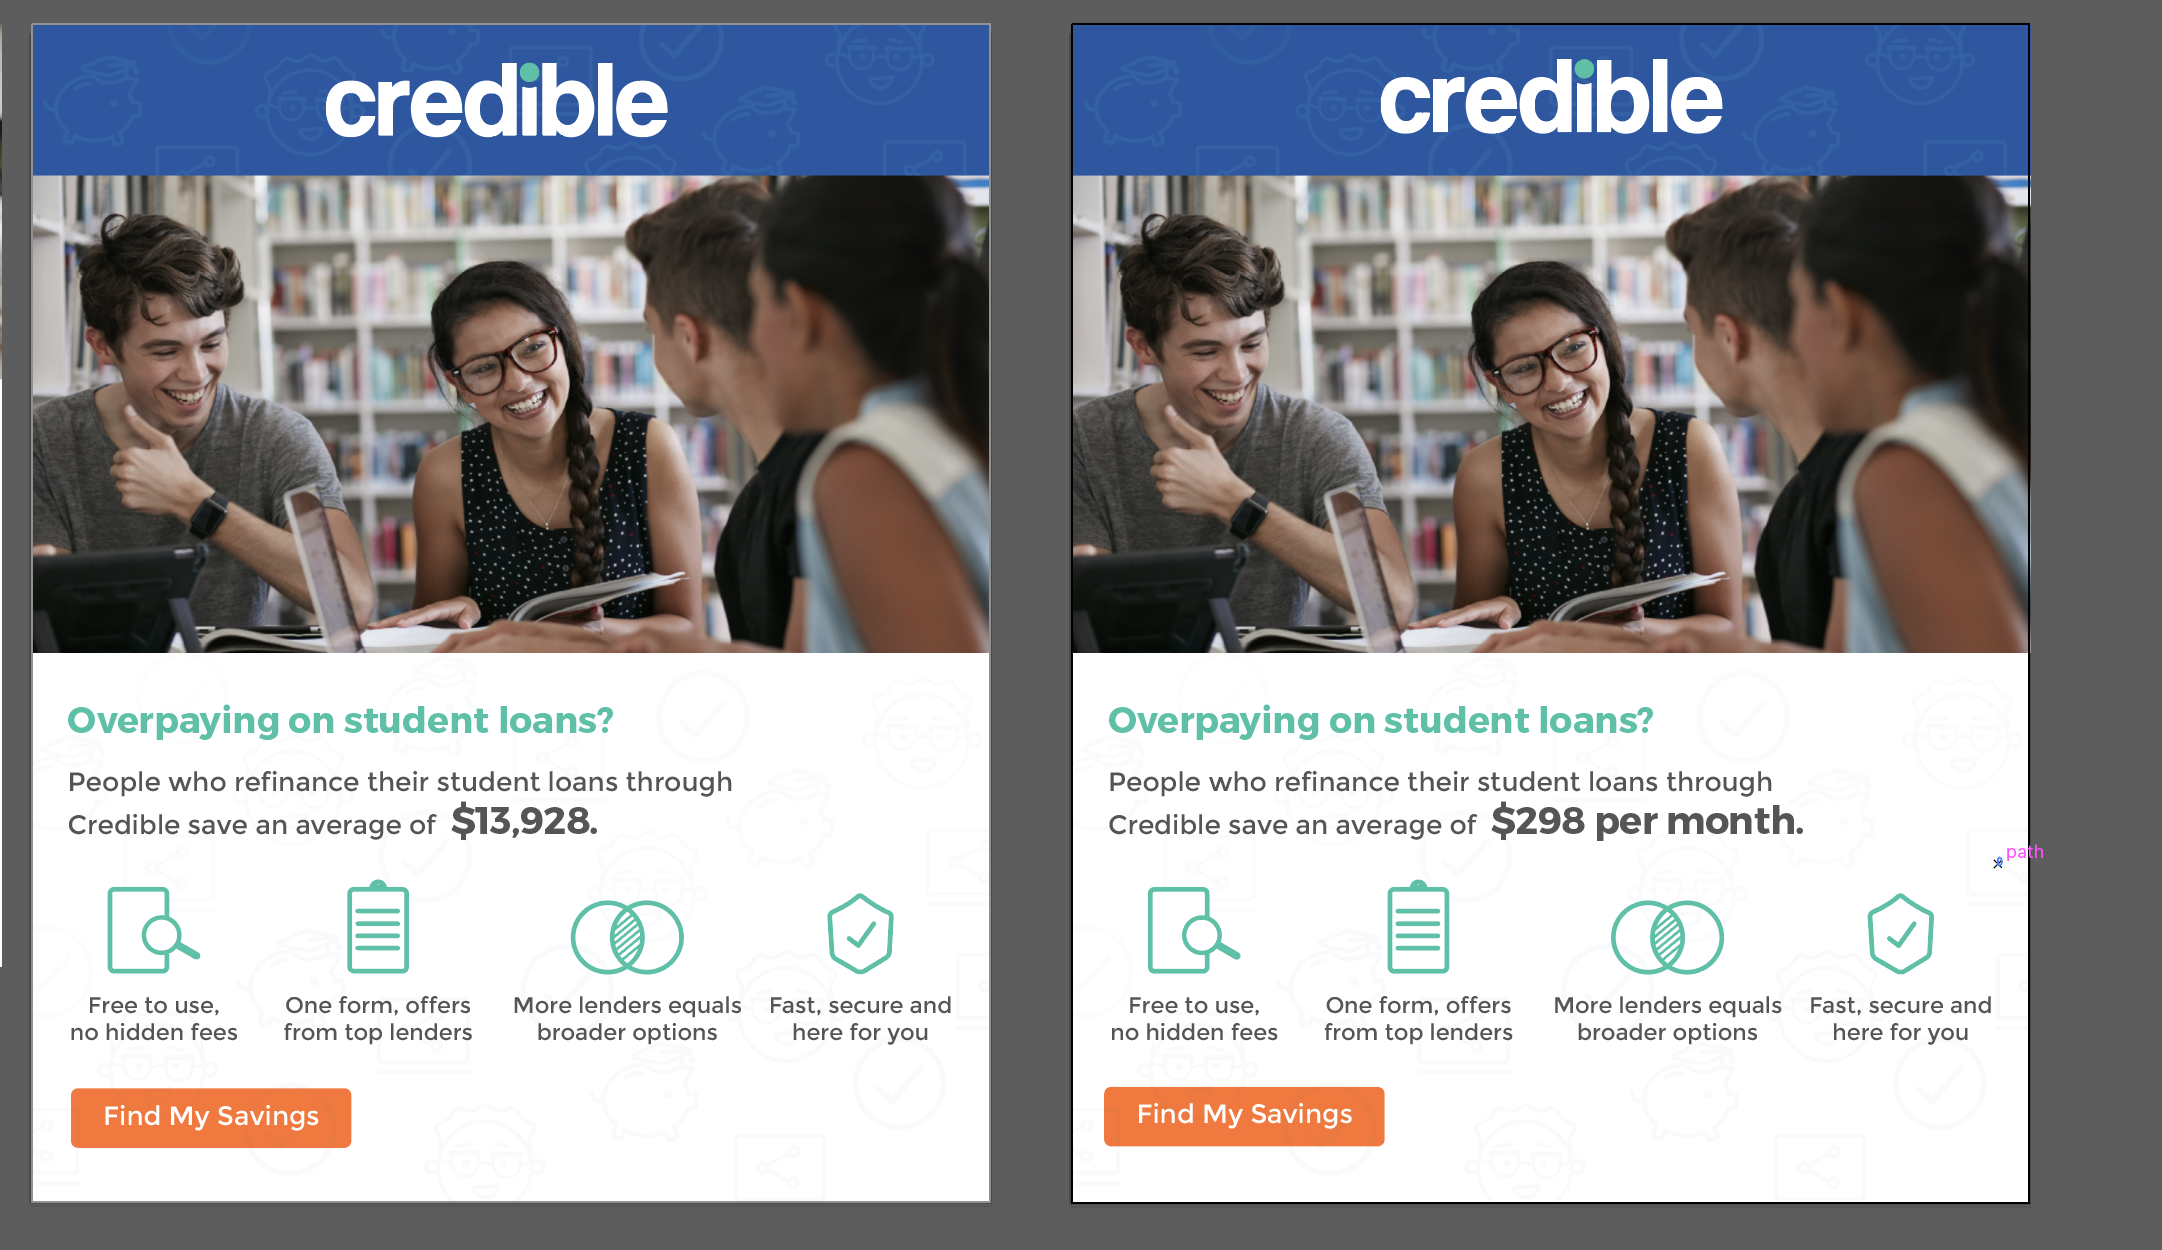 credible
Overpaying on student loans?
People who refinance their student loans through
Credible save an average of $13,928.
Free to use,
no hidden fees
One form, offers
from top lenders
More lenders equals
broader options
Fast, secure and
here for you
Find My Savings
credible
Overpaying on student loans?
People who refinance their student loans through
Credible save an average of $298 per month.
path
Free to use,
no hidden fees
One form, offers
from top lenders
More lenders equals
broader options
Fast, secure and
here for you
Find My Savings